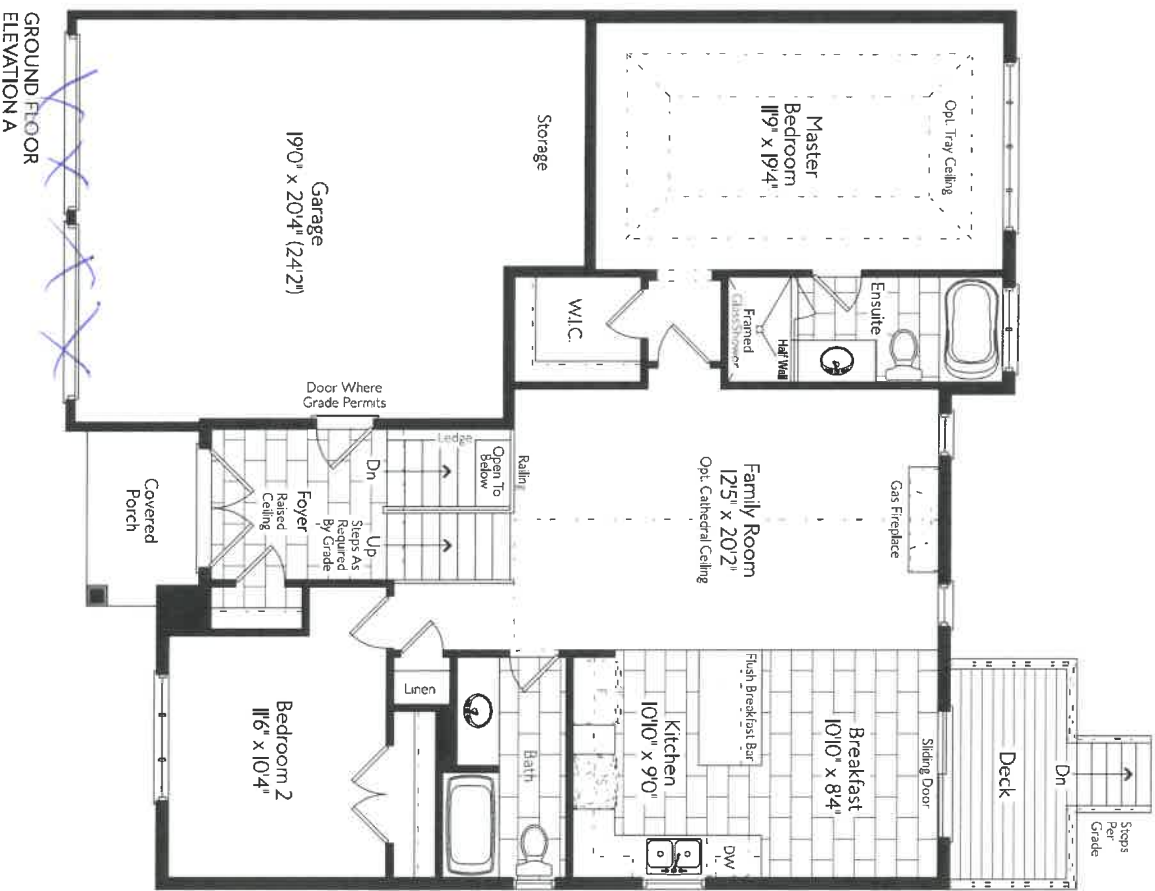 GROUND FLOOR
ELEVATION A
Garage
19'0" x 20'4" (24'2")
Storage
Master
Bedroom
11'9" x 19'4"
Opt. Tray Ceiling
W.I.C.
Ensuite
Framed
Glass Shower
Half Wall
Door Where
Grade Permits
Covered
Porch
Foyer
Raised
Ceiling
Dn
Up
Steps As
Required
By Grade
Ledge
Open To
Below
Railing
Family Room
12'5" x 20'2"
Opt. Cathedral Ceiling
Gas Fireplace
Bedroom 2
11'6" x 10'4"
Linen
Bath
Kitchen
10'10" x 9'0"
Flush Breakfast Bar
F
S
DW
Breakfast
10'10" x 8'4"
Sliding Door
Deck
Dn
Steps
Per
Grade